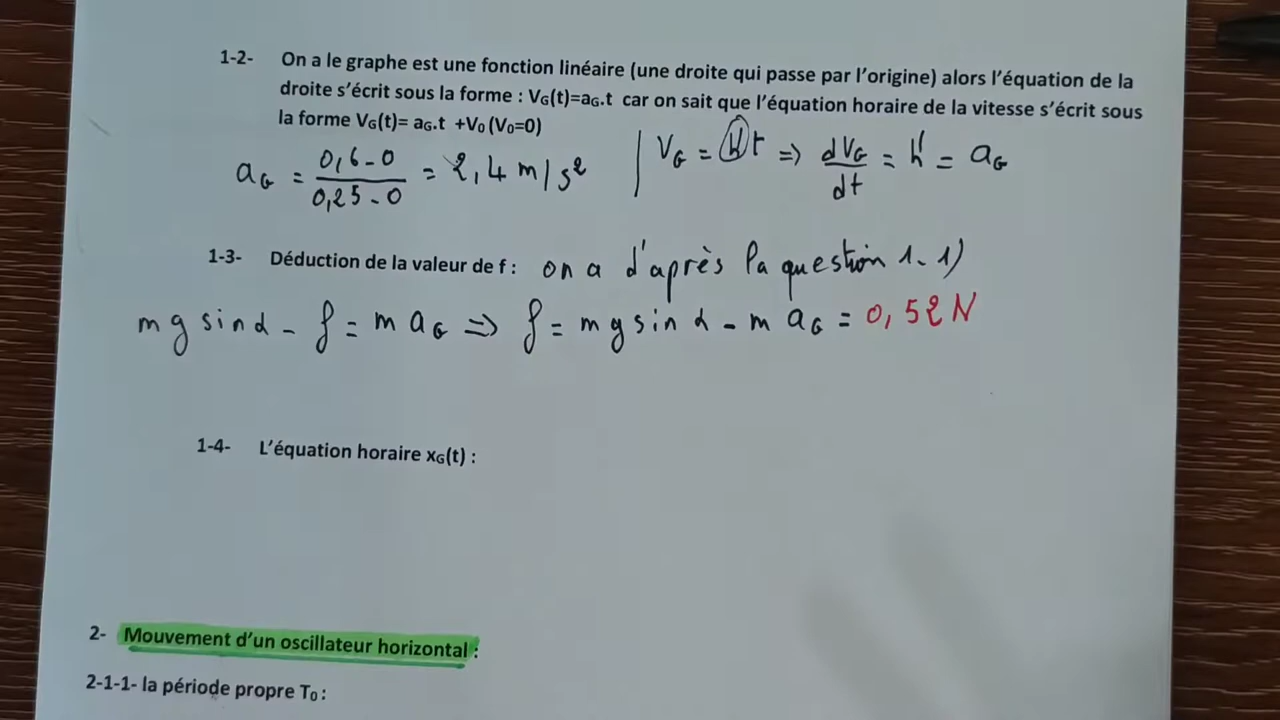 1-2- On a le graphe est une fonction linéaire (une droite qui passe par l'origine) alors l'équation de la
droite s'écrit sous la forme : VG(t)=aG.t car on sait que l'équation horaire de la vitesse s'écrit sous
la forme VG(t)= aG.t +V0 (V0=0)
aG = (0,6 - 0)/(0,25 - 0) = 2,4 m/s² | VG = kt => dVG/dt = k = aG
1-3- Déduction de la valeur de f : on a d'après la question 1.1)
mg sin α - f = m aG => f = mg sin α - m aG = 0,52 N
1-4- L'équation horaire xG(t) :
2- Mouvement d'un oscillateur horizontal :
2-1-1- la période propre T0 :